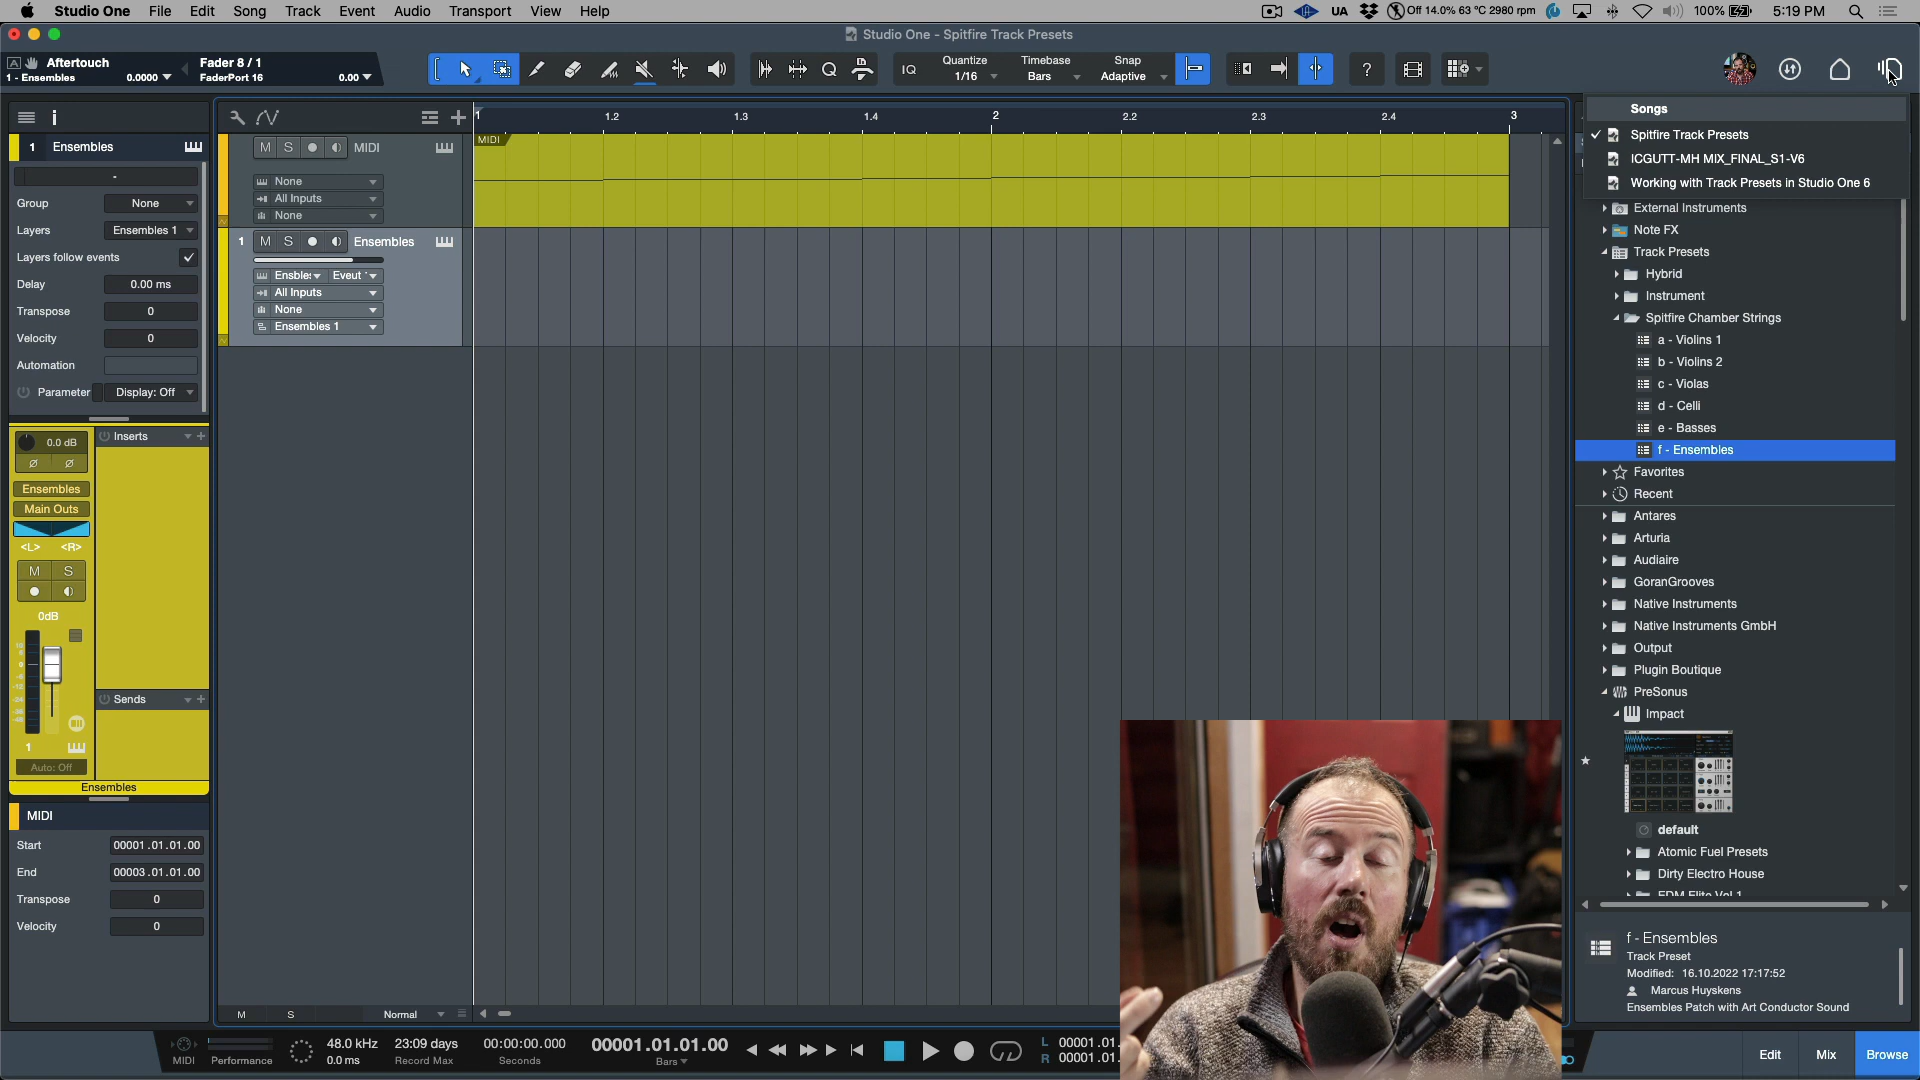 Studio One File Edit Song Track Event Audio Transport View Help
UA Off 14.0% 63 °C 2980 rpm 100% 5:19 PM
Studio One - Spitfire Track Presets
A Aftertouch
1 - Ensembles 0.0000
Fader 8 / 1
FaderPort 16 0.00
IQ
Quantize
1/16
Timebase
Bars
Snap
Adaptive
?
Songs
Spitfire Track Presets
ICGUTT-MH MIX_FINAL_S1-V6
Working with Track Presets in Studio One 6
External Instruments
Note FX
Track Presets
Hybrid
Instrument
Spitfire Chamber Strings
a - Violins 1
b - Violins 2
c - Violas
d - Celli
e - Basses
f - Ensembles
Favorites
Recent
Antares
Arturia
Audiaire
GoranGrooves
Native Instruments
Native Instruments GmbH
Output
Plugin Boutique
PreSonus
Impact
default
Atomic Fuel Presets
Dirty Electro House
EDM Elite Vol 1
f - Ensembles
Track Preset
Modified: 16.10.2022 17:17:52
Marcus Huyskens
Ensembles Patch with Art Conductor Sound
1 Ensembles
-
Group None
Layers Ensembles 1
Layers follow events
Delay 0.00 ms
Transpose 0
Velocity 0
Automation
Parameter Display: Off
0.0 dB
Inserts
Ensembles
Main Outs
<L> <R>
M S
0dB
Sends
1
Auto: Off
Ensembles
MIDI
Start 00001.01.01.00
End 00003.01.01.00
Transpose 0
Velocity 0
1 1.2 1.3 1.4 2 2.2 2.3 2.4 3
M S MIDI
None
All Inputs
None
MIDI
1 M S Ensembles
All Inputs
None
Ensembles 1
M S Normal
MIDI Performance
48.0 kHz
0.0 ms
23:09 days
Record Max
00:00:00.000
Seconds
00001.01.01.00
Bars
L 00001.01.
R 00001.01.
Edit Mix Browse